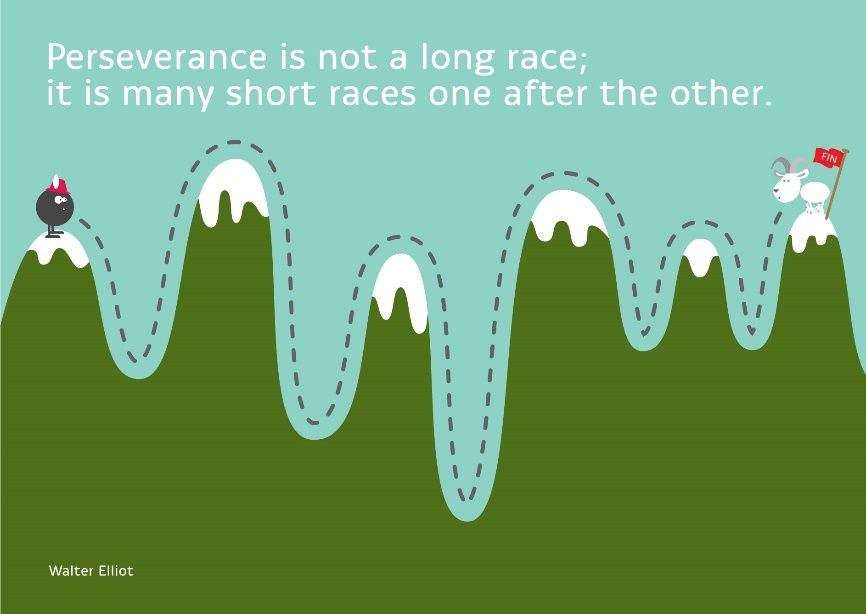 Perseverance is not a long race;
it is many short races one after the other.
FIN
Walter Elliot